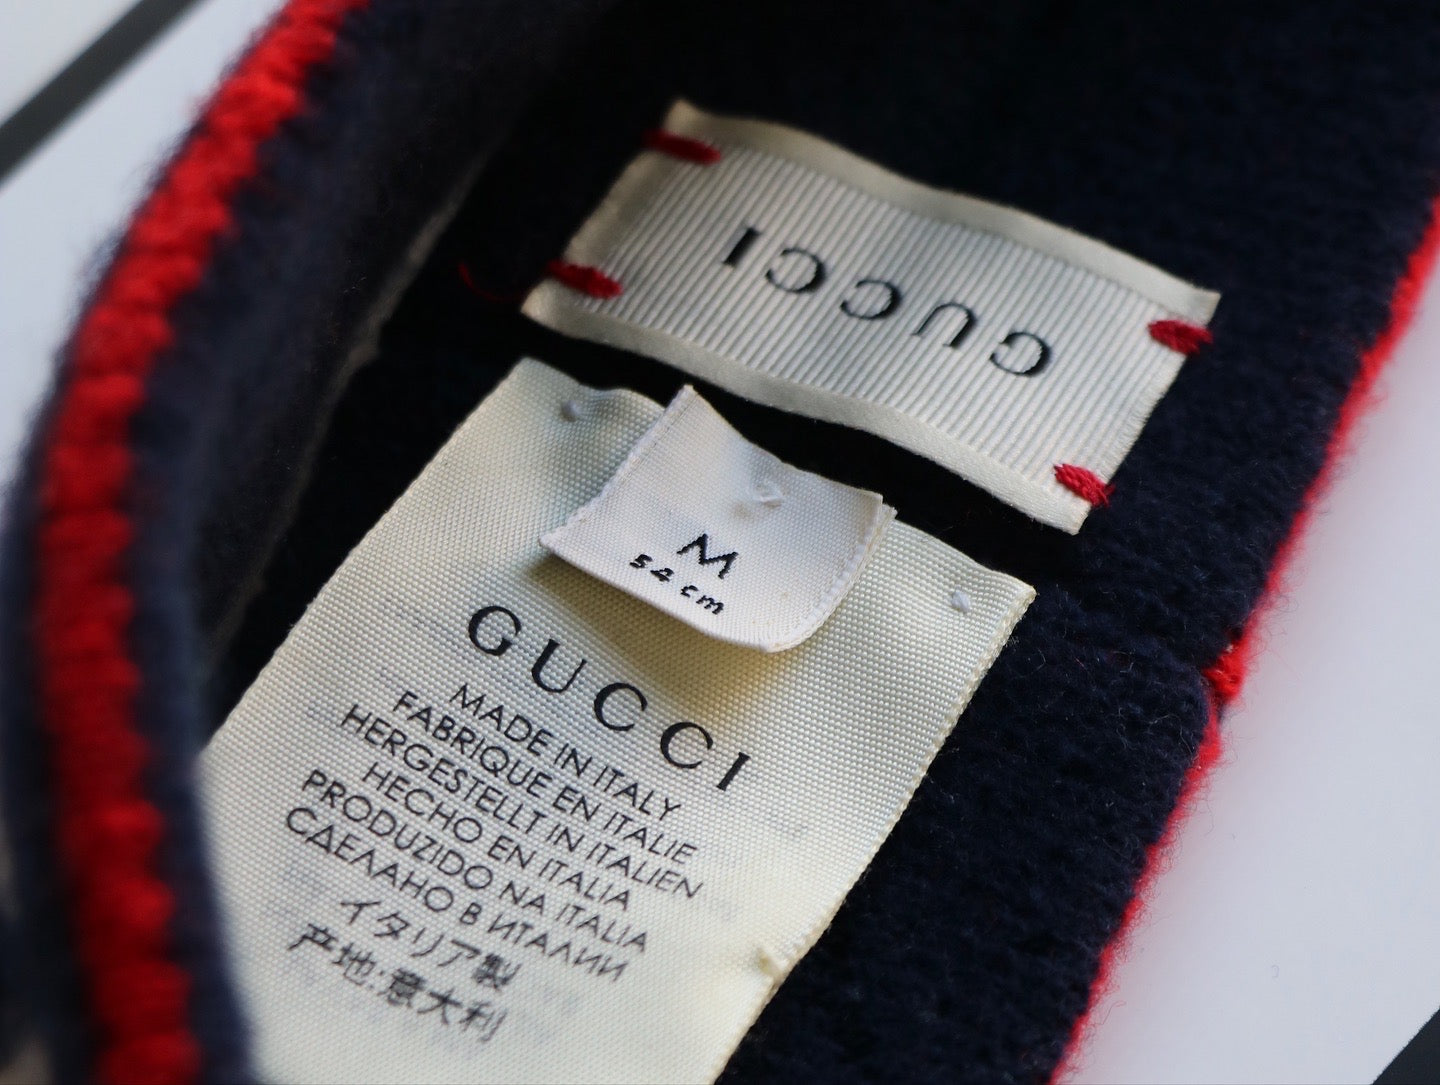 GUCCI
M
54 cm
GUCCI
MADE IN ITALY
FABRIQUE EN ITALIE
HERGESTELLT IN ITALIEN
HECHO EN ITALIA
PRODUZIDO NA ITALIA
СДЕЛАНО В ИТАЛИИ
イタリア製
产地:意大利